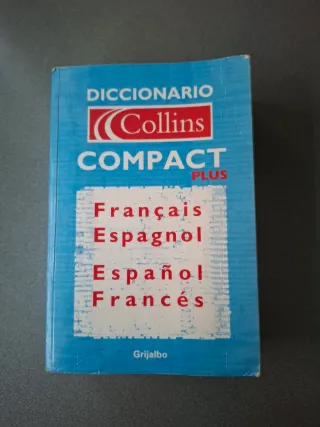 DICCIONARIO
Collins
COMPACT
PLUS
Français
Espagnol
Español
Francés
Grijalbo